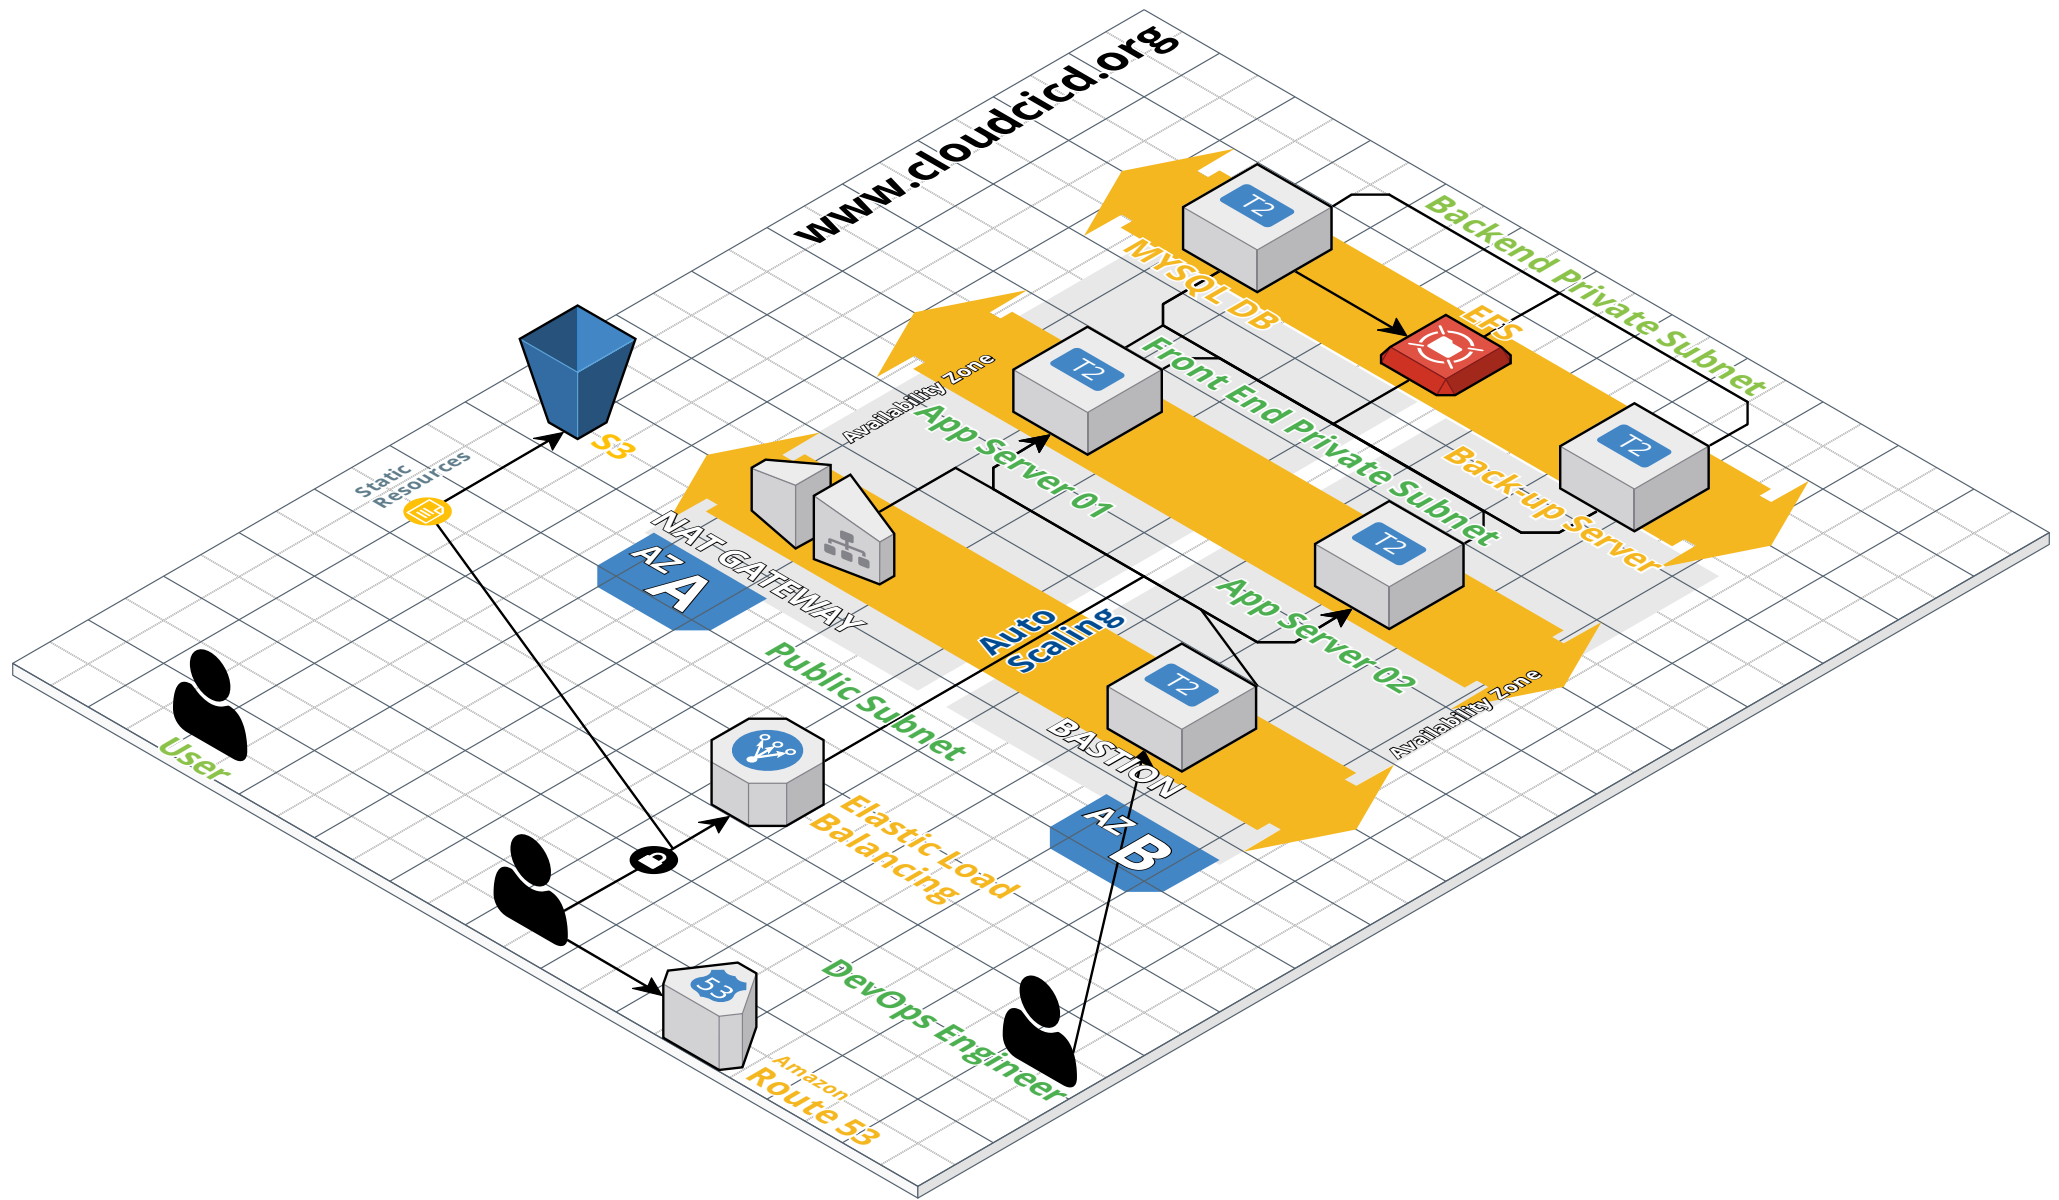 www.cloudcicd.org
T2
Backend Private Subnet
MYSQL DB
EFS
T2
Front End Private Subnet
Availability Zone
App Server 01
T2
Back-up Server
T2
App Server 02
S3
Static
Resources
NAT GATEWAY
AZ
A
Auto
Scaling
Public Subnet
T2
BASTION
Availability Zone
AZ
B
User
Elastic Load
Balancing
53
Amazon
Route 53
DevOps Engineer